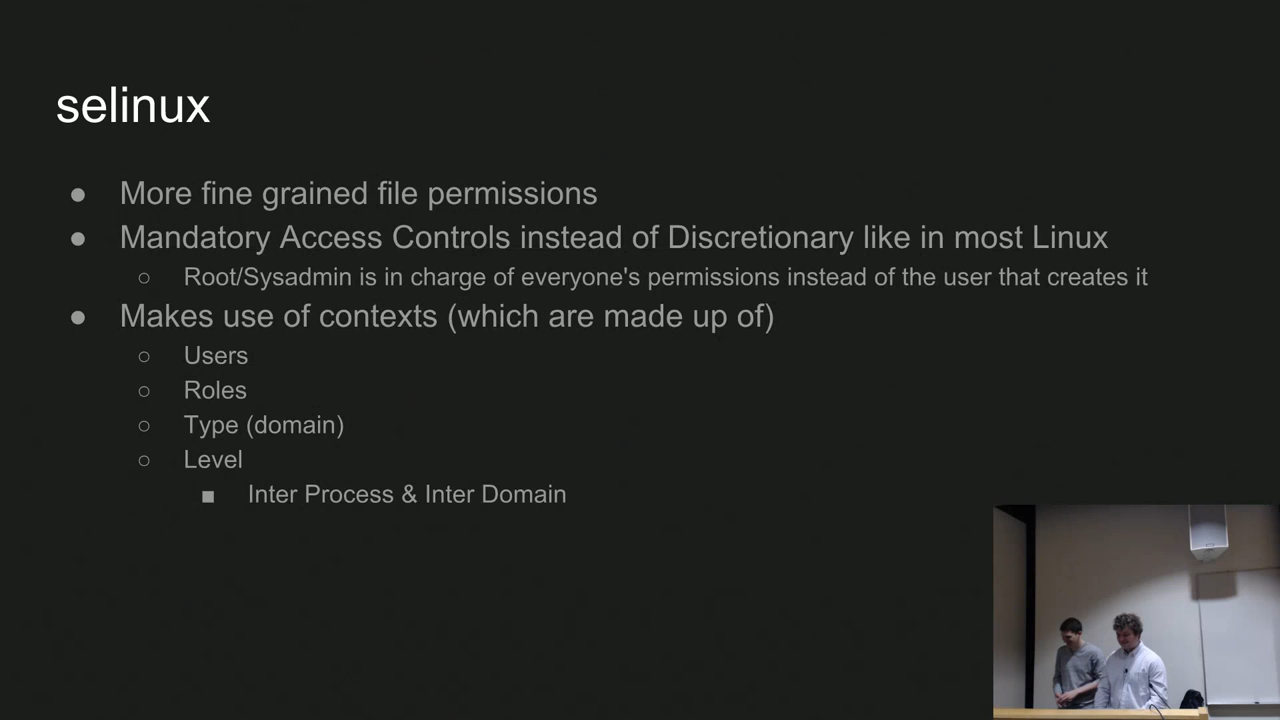 selinux
● More fine grained file permissions
● Mandatory Access Controls instead of Discretionary like in most Linux
○ Root/Sysadmin is in charge of everyone's permissions instead of the user that creates it
● Makes use of contexts (which are made up of)
○ Users
○ Roles
○ Type (domain)
○ Level
■ Inter Process & Inter Domain